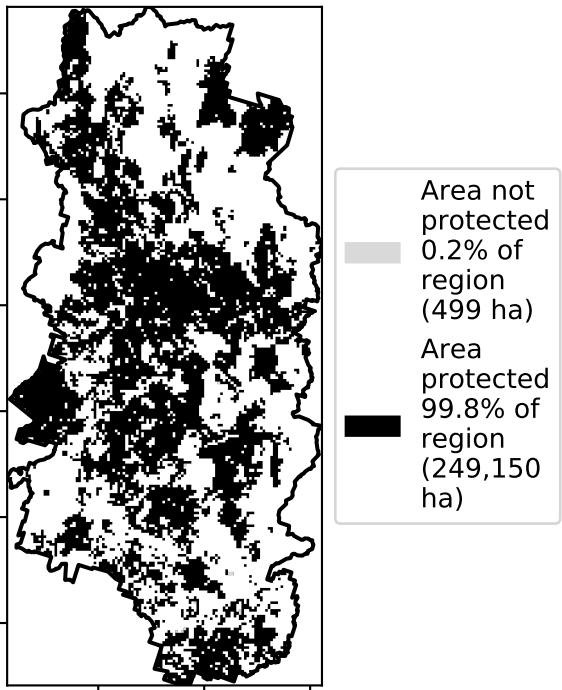 Area not
protected
0.2% of
region
(499 ha)
Area
protected
99.8% of
region
(249,150
ha)